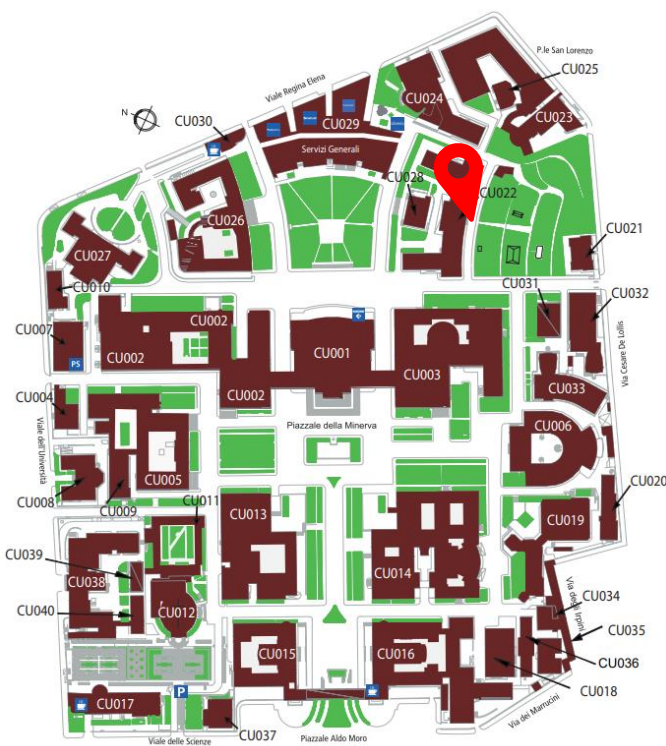 P.le San Lorenzo
CU025
Viale Regina Elena
CU024
N
CU030
CU029
CU023
Servizi Generali
CU028
CU022
CU026
CU027
CU021
CU010
CU031
CU032
CU007
CU002
CU002
CU001
CU003
PS
CU002
Via Cesare De Lollis
CU033
CU004
Viale dell'Università
Piazzale della Minerva
CU006
CU005
CU008
CU009
CU011
CU020
CU013
CU019
CU039
CU038
CU014
CU040
CU012
Via degli Irpini
CU034
CU035
CU015
CU016
CU036
CU018
P
CU017
CU037
Viale delle Scienze
Piazzale Aldo Moro
Via dei Marrucini